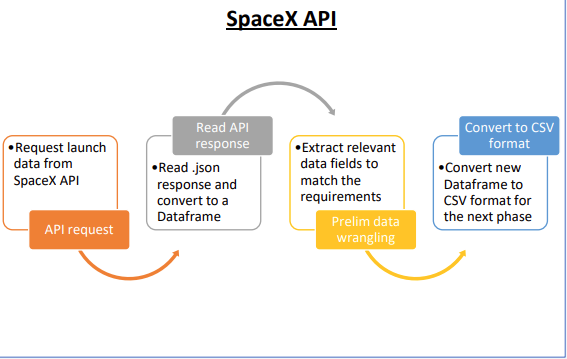 SpaceX API
•Request launch
data from
SpaceX API
API request
Read API
response
•Read .json
response and
convert to a
Dataframe
•Extract relevant
data fields to
match the
requirements
Prelim data
wrangling
Convert to CSV
format
•Convert new
Dataframe to
CSV format for
the next phase